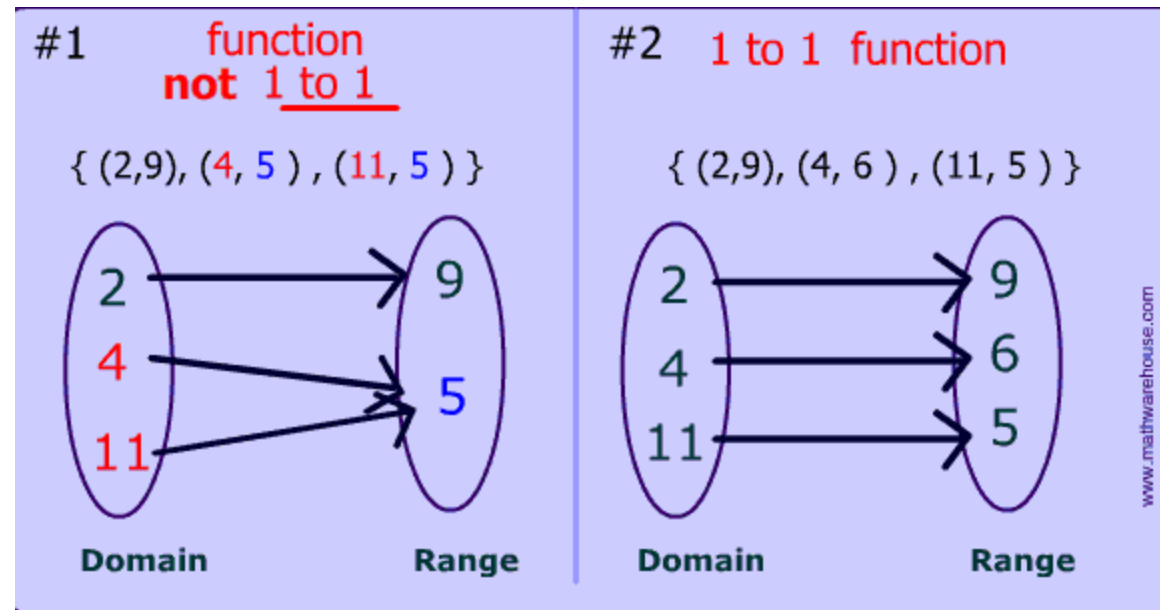 #1 function
not 1 to 1
{ (2,9), (4, 5 ) , (11, 5 ) }
2 9
4
5
11
Domain Range
#2 1 to 1 function
{ (2,9), (4, 6 ) , (11, 5 ) }
2 9
4 6
11 5
Domain Range
www.mathwarehouse.com